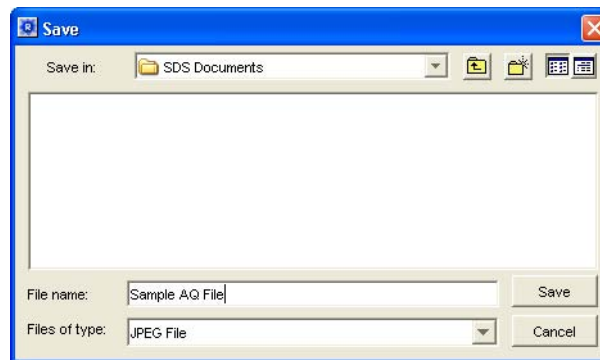 Save
Save in: SDS Documents
File name: Sample AQ File Save
Files of type: JPEG File Cancel